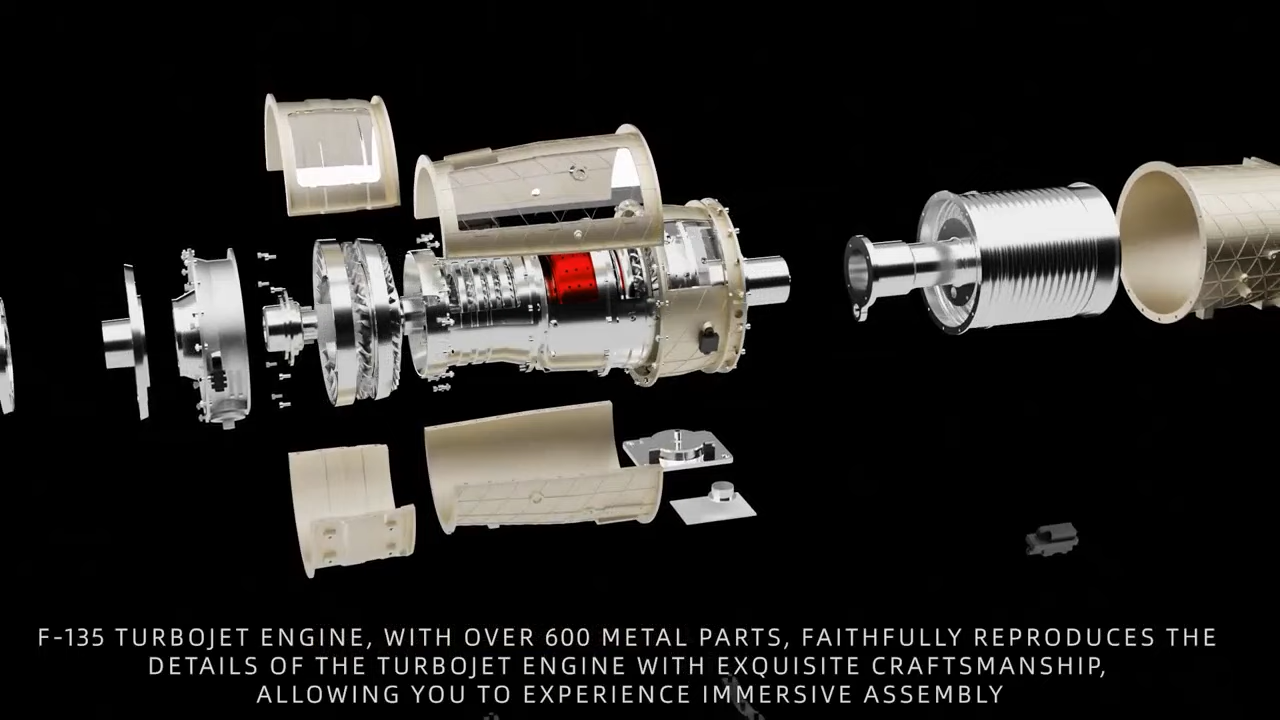 F-135 TURBOJET ENGINE, WITH OVER 600 METAL PARTS, FAITHFULLY REPRODUCES THE
DETAILS OF THE TURBOJET ENGINE WITH EXQUISITE CRAFTSMANSHIP,
ALLOWING YOU TO EXPERIENCE IMMERSIVE ASSEMBLY